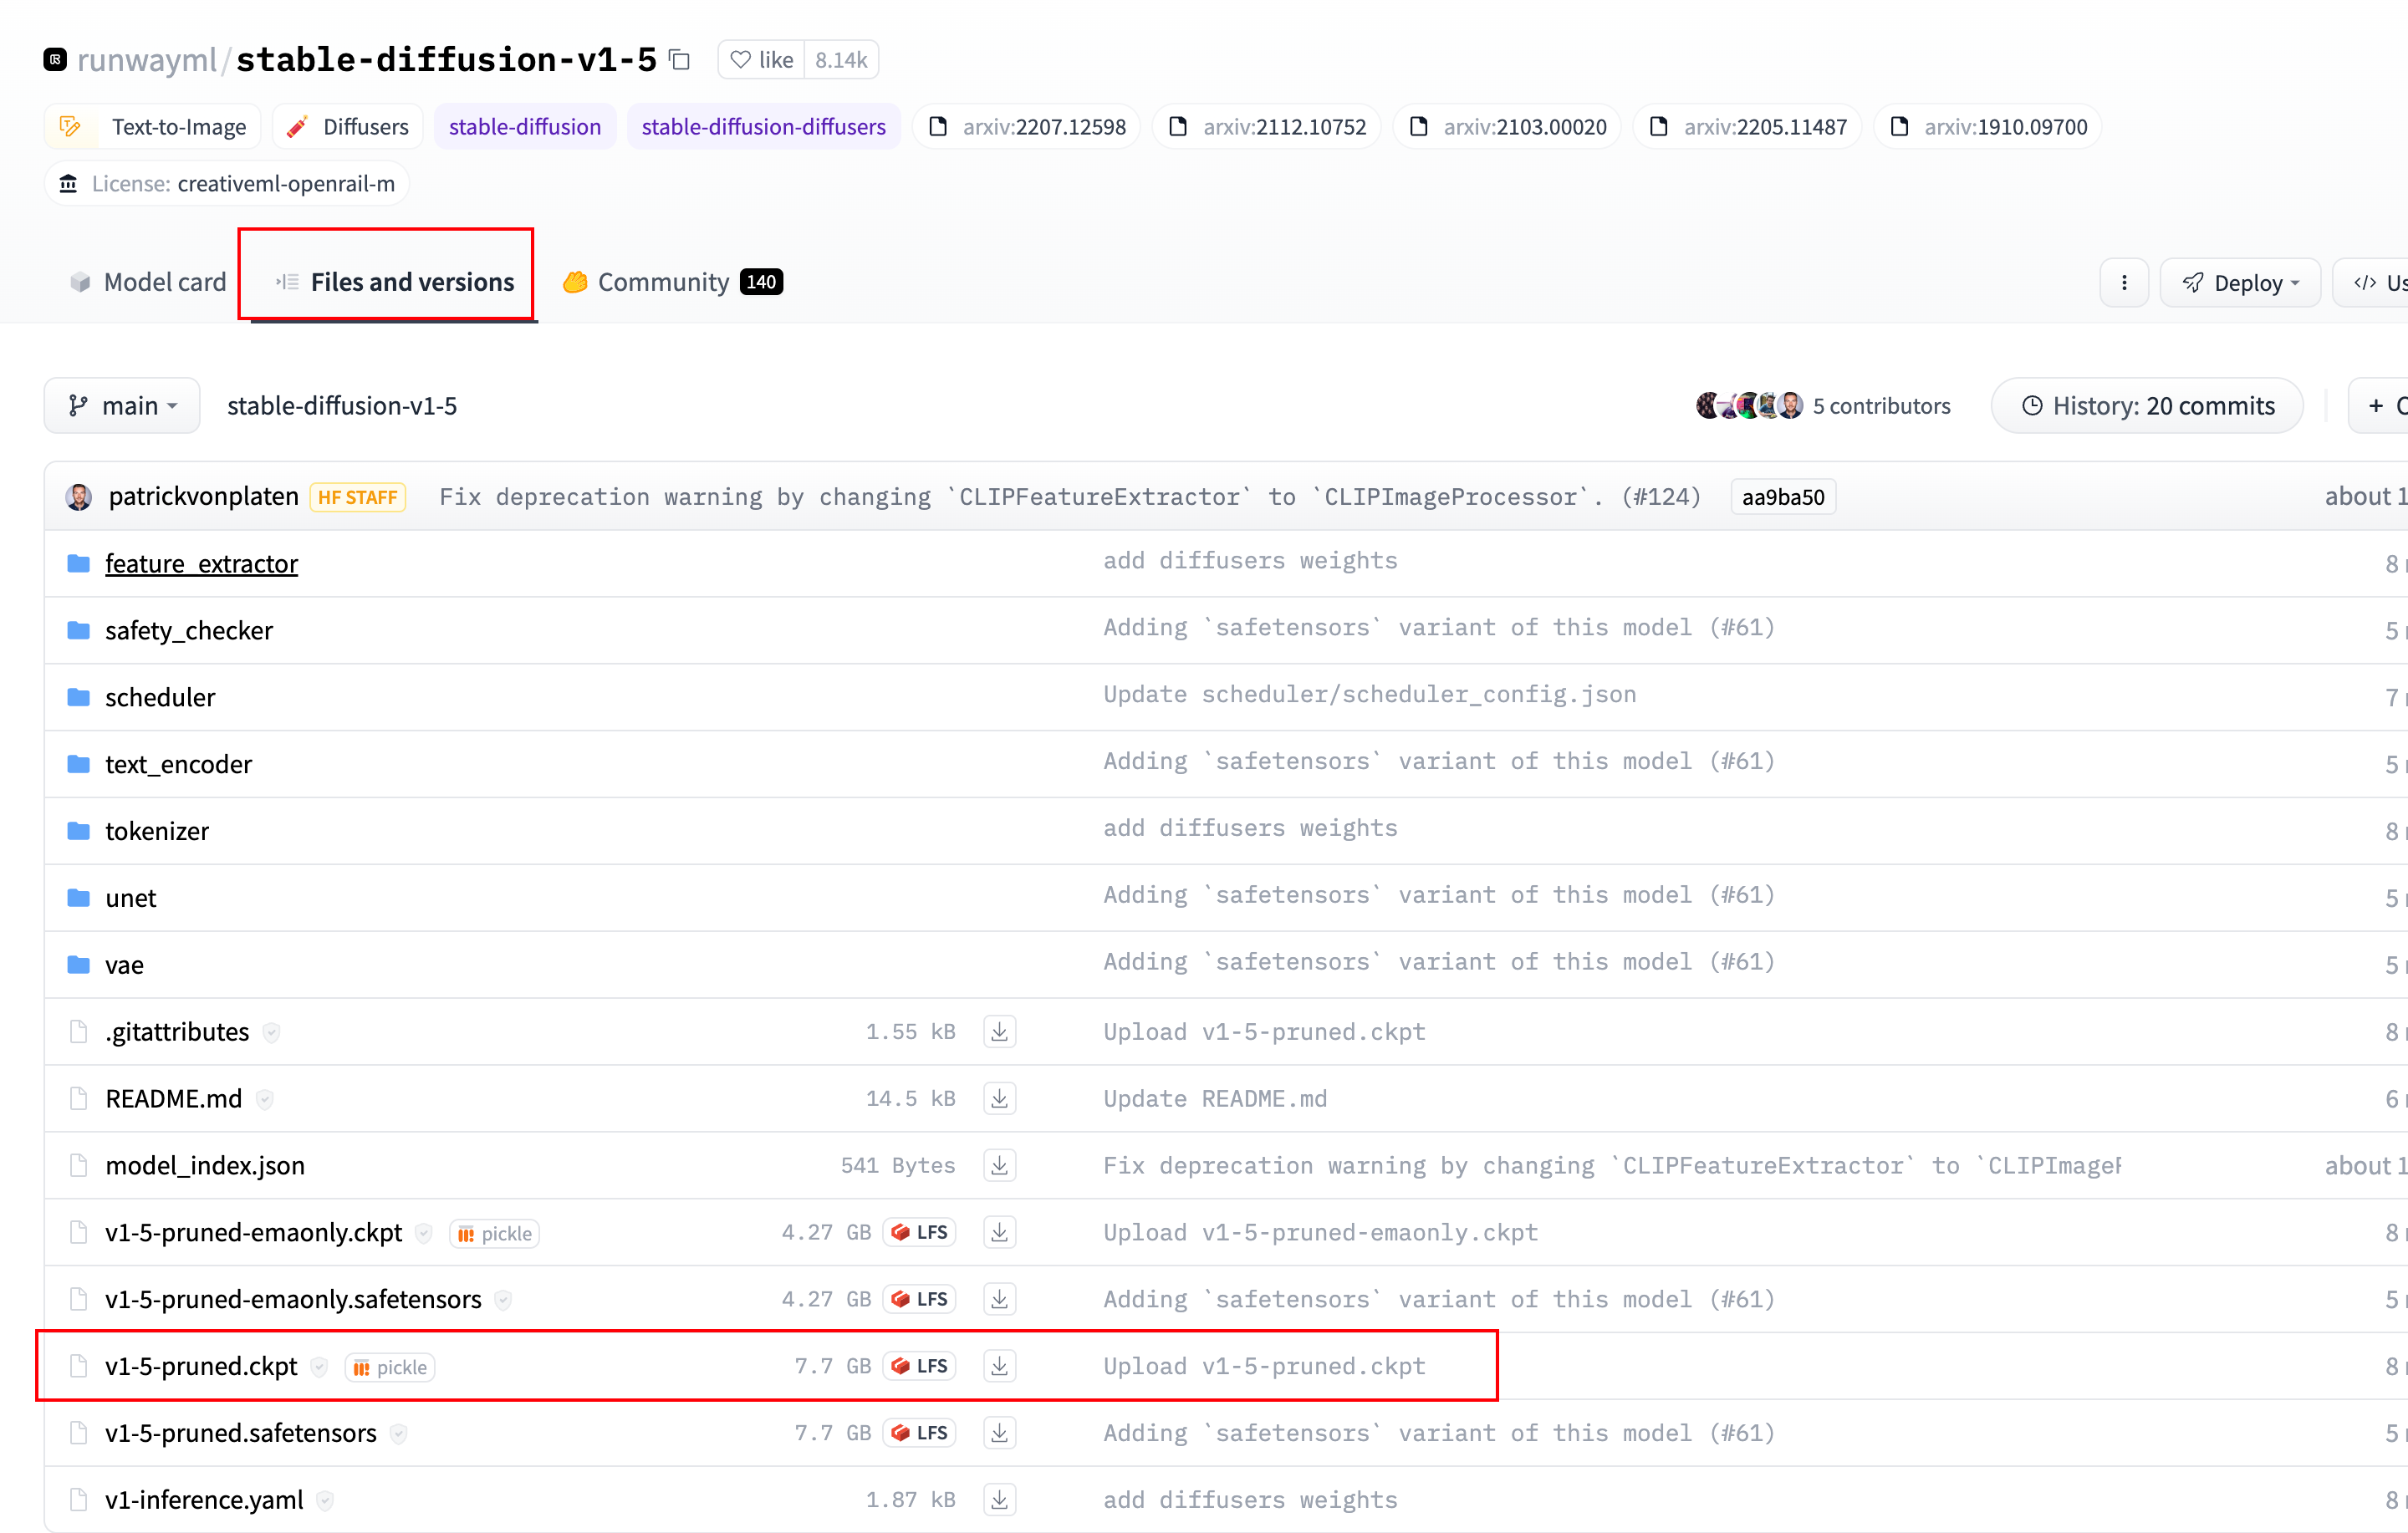 runwayml/stable-diffusion-v1-5 like 8.14k
Text-to-Image Diffusers stable-diffusion stable-diffusion-diffusers arxiv:2207.12598 arxiv:2112.10752 arxiv:2103.00020 arxiv:2205.11487 arxiv:1910.09700
License: creativeml-openrail-m
Model card Files and versions Community 140 Deploy </> Us
main stable-diffusion-v1-5 5 contributors History: 20 commits + C
patrickvonplaten HF STAFF Fix deprecation warning by changing `CLIPFeatureExtractor` to `CLIPImageProcessor`. (#124) aa9ba50 about 1
feature_extractor add diffusers weights 8
safety_checker Adding `safetensors` variant of this model (#61) 5
scheduler Update scheduler/scheduler_config.json 7
text_encoder Adding `safetensors` variant of this model (#61) 5
tokenizer add diffusers weights 8
unet Adding `safetensors` variant of this model (#61) 5
vae Adding `safetensors` variant of this model (#61) 5
.gitattributes 1.55 kB Upload v1-5-pruned.ckpt 8
README.md 14.5 kB Update README.md 6
model_index.json 541 Bytes Fix deprecation warning by changing `CLIPFeatureExtractor` to `CLIPImage about 1
v1-5-pruned-emaonly.ckpt pickle 4.27 GB LFS Upload v1-5-pruned-emaonly.ckpt 8
v1-5-pruned-emaonly.safetensors 4.27 GB LFS Adding `safetensors` variant of this model (#61) 5
v1-5-pruned.ckpt pickle 7.7 GB LFS Upload v1-5-pruned.ckpt 8
v1-5-pruned.safetensors 7.7 GB LFS Adding `safetensors` variant of this model (#61) 5
v1-inference.yaml 1.87 kB add diffusers weights 8